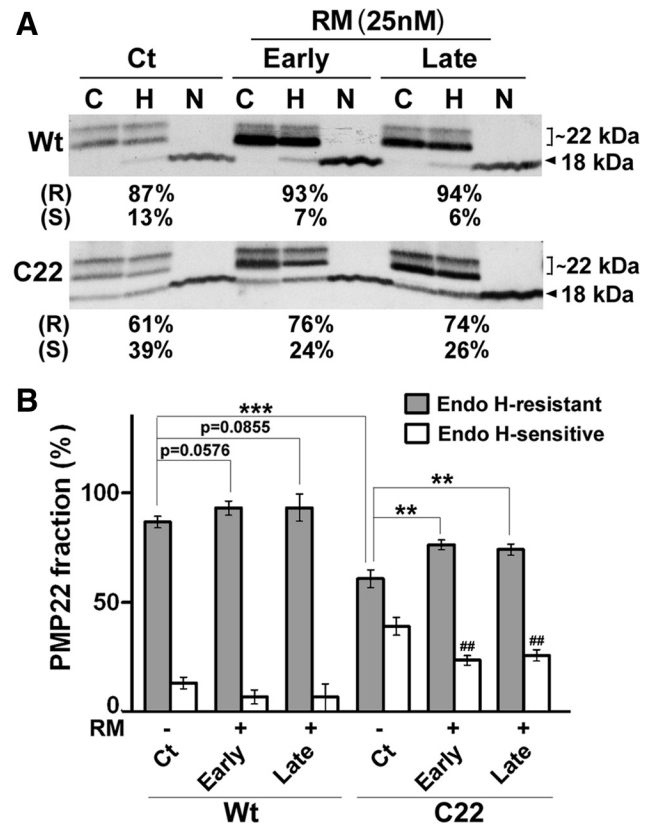 A
RM (25nM)
Ct Early Late
C H N C H N C H N
Wt
]~22 kDa
◄ 18 kDa
(R) 87% 93% 94%
(S) 13% 7% 6%
C22
]~22 kDa
◄ 18 kDa
(R) 61% 76% 74%
(S) 39% 24% 26%
B
Endo H-resistant
Endo H-sensitive
***
p=0.0855
p=0.0576
**
**
PMP22 fraction (%)
100
50
0
## ##
RM - + + - + +
Ct Early Late Ct Early Late
Wt C22